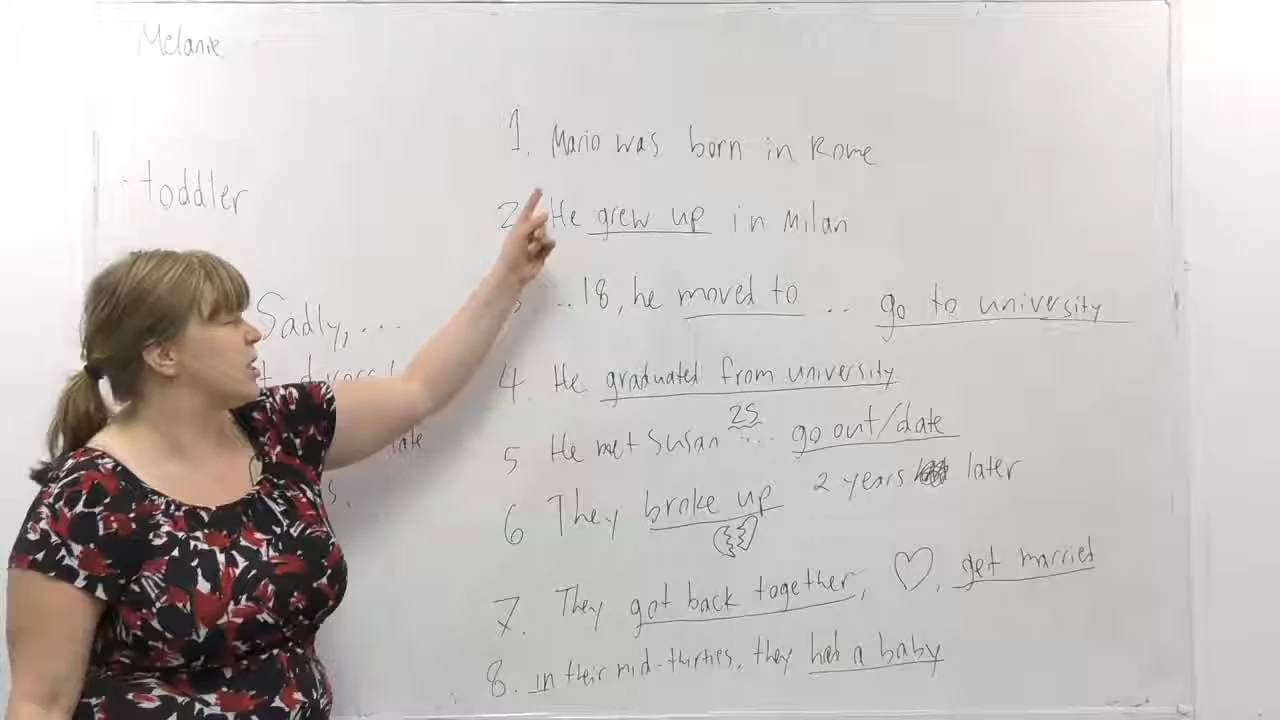 Melanie
toddler
Sadly, ...
1. Mario was born in Rome
2 He grew up in Milan
3 ...18, he moved to ... go to university
4. He graduated from university
25
5 He met Susan ... go out/date
6 They broke up 2 years later
7. They got back together, ♡, get married
8. in their mid-thirties, they had a baby